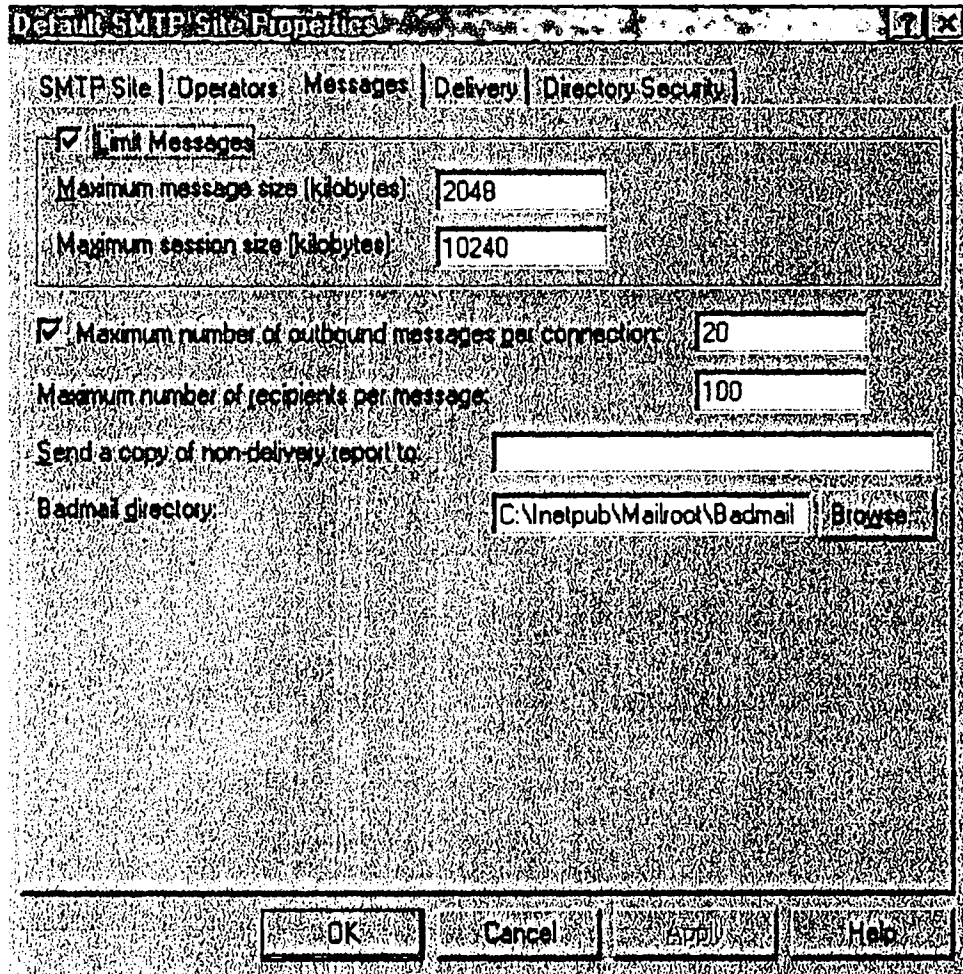 Default SMTP Site Properties
SMTP Site Operators Messages Delivery Directory Security
Limit Messages
Maximum message size (kilobytes): 2048
Maximum session size (kilobytes): 10240
Maximum number of outbound messages per connection: 20
Maximum number of recipients per message: 100
Send a copy of non-delivery report to:
Badmail directory: C:\Inetpub\Mailroot\Badmail Browse...
OK Cancel Apply Help